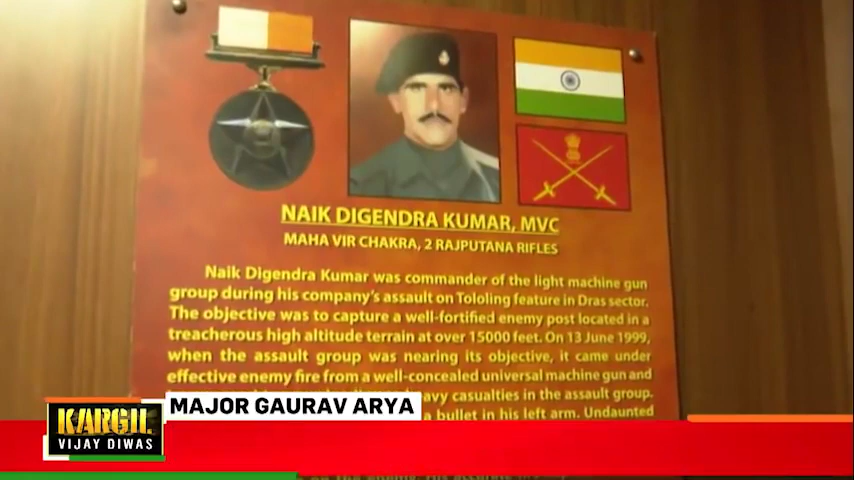 NAIK DIGENDRA KUMAR, MVC
MAHA VIR CHAKRA, 2 RAJPUTANA RIFLES
Naik Digendra Kumar was commander of the light machine gun
group during his company's assault on Tololing feature in Dras sector.
The objective was to capture a well-fortified enemy post located in a
treacherous high altitude terrain at over 15000 feet. On 13 June 1999,
when the assault group was nearing its objective, it came under
effective enemy fire from a well-concealed universal machine gun and
heavy casualties in the assault group.
a bullet in his left arm. Undaunted
KARGIL
VIJAY DIWAS
MAJOR GAURAV ARYA